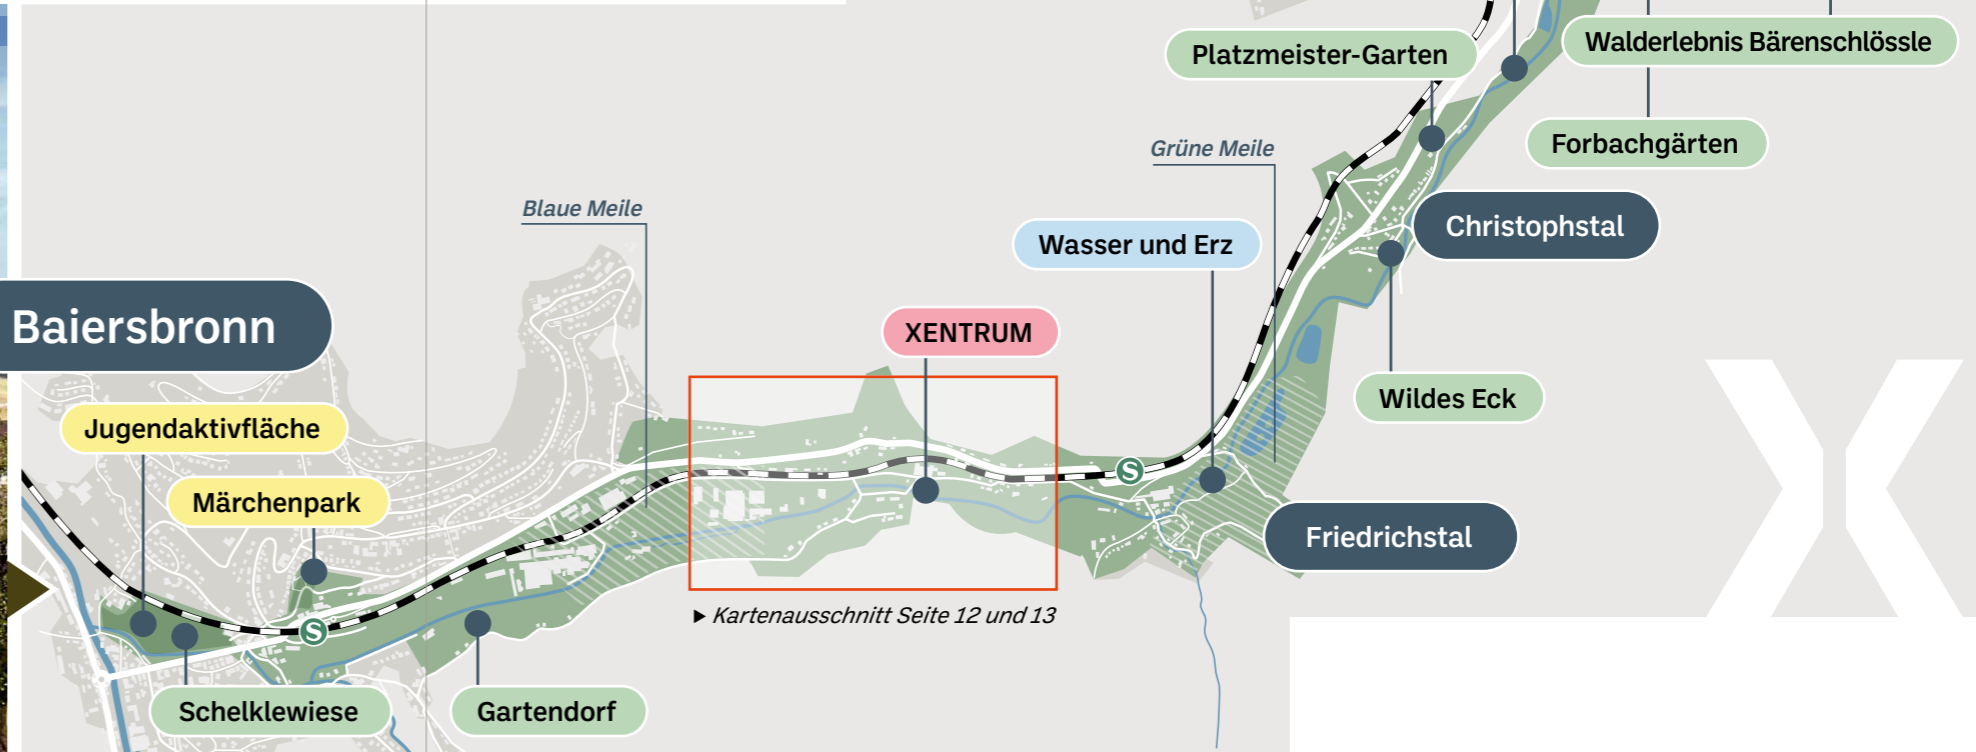 Walderlebnis Bärenschlössle
Platzmeister-Garten
Forbachgärten
Grüne Meile
Blaue Meile
Christophstal
Wasser und Erz
Baiersbronn
XENTRUM
Wildes Eck
Jugendaktivfläche
S
Märchenpark
Friedrichstal
► Kartenausschnitt Seite 12 und 13
S
Schelklewiese
Gartendorf
X